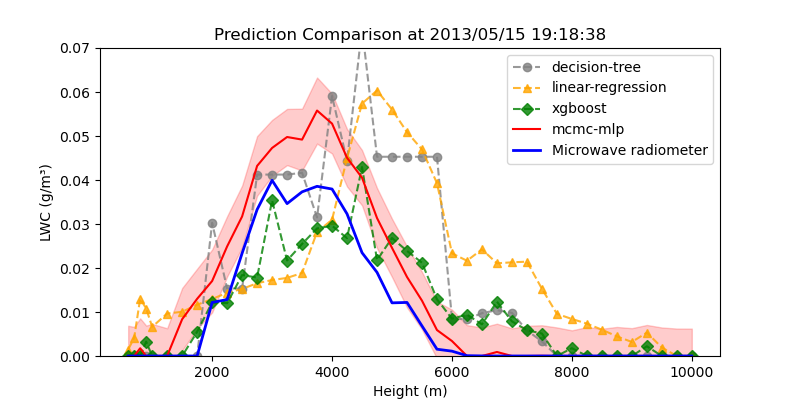 Prediction Comparison at 2013/05/15 19:18:38
0.07
0.06
0.05
0.04
0.03
0.02
0.01
0.00
LWC (g/m³)
decision-tree
linear-regression
xgboost
mcmc-mlp
Microwave radiometer
2000 4000 6000 8000 10000
Height (m)